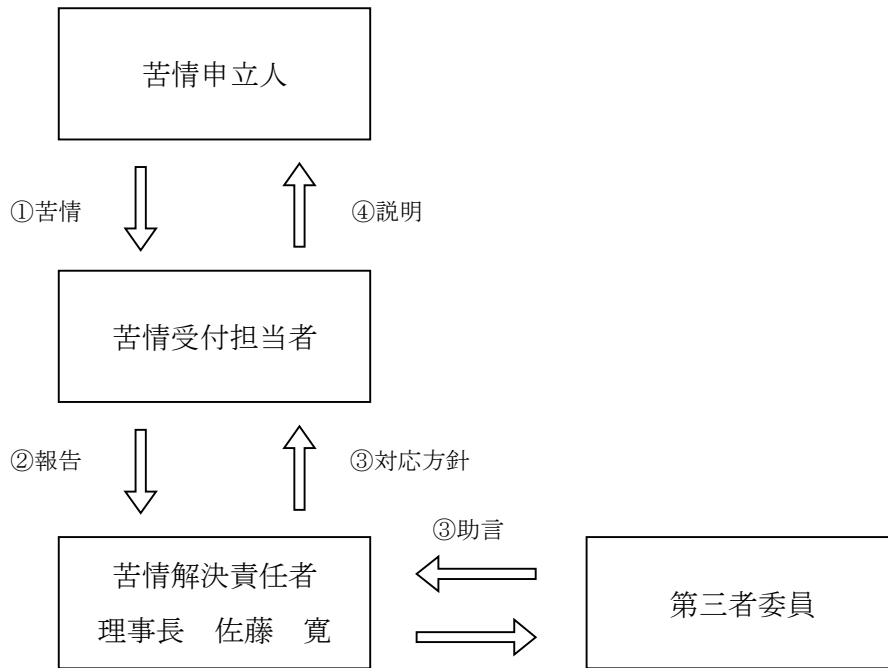 苦情申立人
①苦情
④説明
苦情受付担当者
②報告
③対応方針
③助言
苦情解決責任者
理事長　佐藤　寛
第三者委員